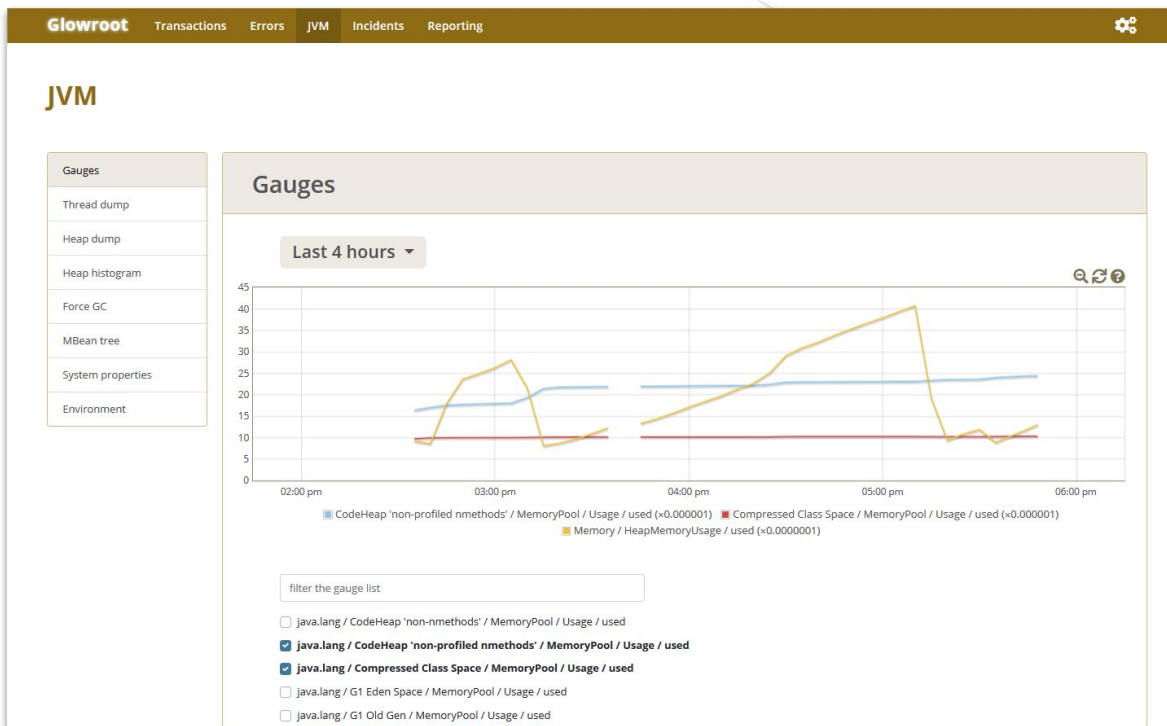 Glowroot Transactions Errors JVM Incidents Reporting
JVM
Gauges
Thread dump
Heap dump
Heap histogram
Force GC
MBean tree
System properties
Environment
Gauges
Last 4 hours
45
40
35
30
25
20
15
10
5
0
02:00 pm 03:00 pm 04:00 pm 05:00 pm 06:00 pm
CodeHeap 'non-profiled nmethods' / MemoryPool / Usage / used (×0.000001) Compressed Class Space / MemoryPool / Usage / used (×0.000001)
Memory / HeapMemoryUsage / used (×0.0000001)
filter the gauge list
java.lang / CodeHeap 'non-nmethods' / MemoryPool / Usage / used
java.lang / CodeHeap 'non-profiled nmethods' / MemoryPool / Usage / used
java.lang / Compressed Class Space / MemoryPool / Usage / used
java.lang / G1 Eden Space / MemoryPool / Usage / used
java.lang / G1 Old Gen / MemoryPool / Usage / used